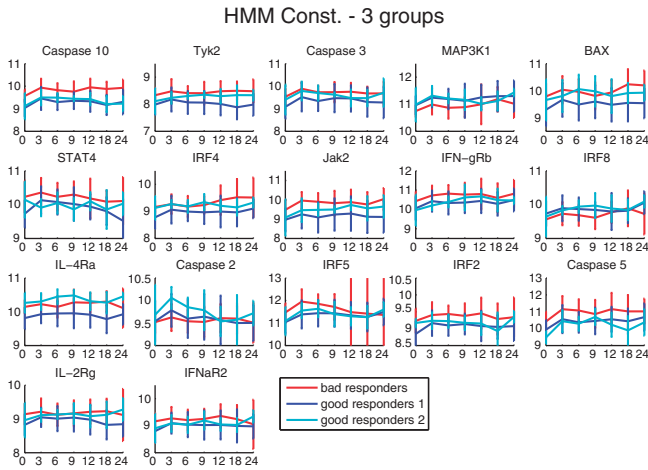 HMM Const. - 3 groups
Caspase 10 Tyk2 Caspase 3 MAP3K1 BAX
11 10 9 8
8 7
11 10 9 8
12 11 10
11 10 9
0 3 6 9 12 18 24 0 3 6 9 12 18 24 0 3 6 9 12 18 24 0 3 6 9 12 18 24 0 3 6 9 12 18 24
STAT4 IRF4 Jak2 IFN-gRb IRF8
11 10 9
10 9 8
11 10 9 8
12 11 10 9
11 10 9
0 3 6 9 12 18 24 0 3 6 9 12 18 24 0 3 6 9 12 18 24 0 3 6 9 12 18 24 0 3 6 9 12 18 24
IL-4Ra Caspase 2 IRF5 IRF2 Caspase 5
11 10 9
10.5 10 9.5 9
13 12 11 10
10 9.5 9 8.5
13 12 11 10 9
0 3 6 9 12 18 24 0 3 6 9 12 18 24 0 3 6 9 12 18 24 0 3 6 9 12 18 24 0 3 6 9 12 18 24
IL-2Rg IFNaR2
10 9 8
10 9 8
0 3 6 9 12 18 24 0 3 6 9 12 18 24
bad responders
good responders 1
good responders 2